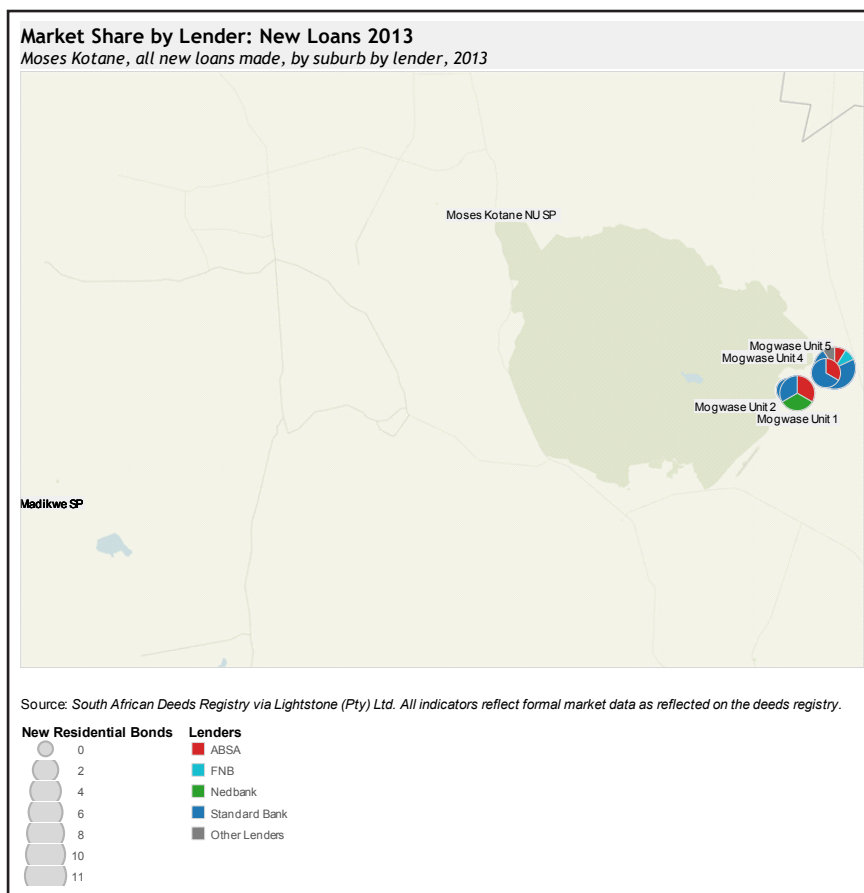 Market Share by Lender: New Loans 2013
Moses Kotane, all new loans made, by suburb by lender, 2013
Moses Kotane NU SP
Mogwase Unit 5
Mogwase Unit 4
Mogwase Unit 2
Mogwase Unit 1
Madikwe SP
Source: South African Deeds Registry via Lightstone (Pty) Ltd. All indicators reflect formal market data as reflected on the deeds registry.
New Residential Bonds
0
2
4
6
8
10
11
Lenders
ABSA
FNB
Nedbank
Standard Bank
Other Lenders